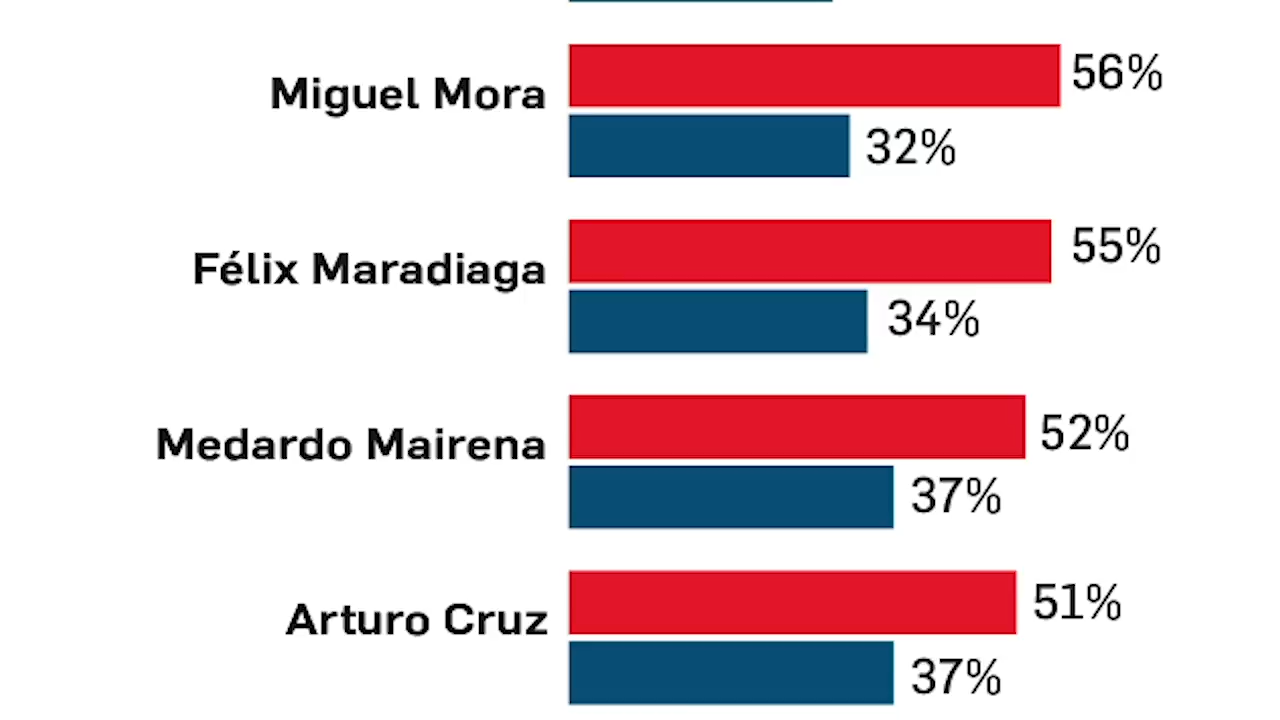 Miguel Mora
56%
32%
Félix Maradiaga
55%
34%
Medardo Mairena
52%
37%
Arturo Cruz
51%
37%